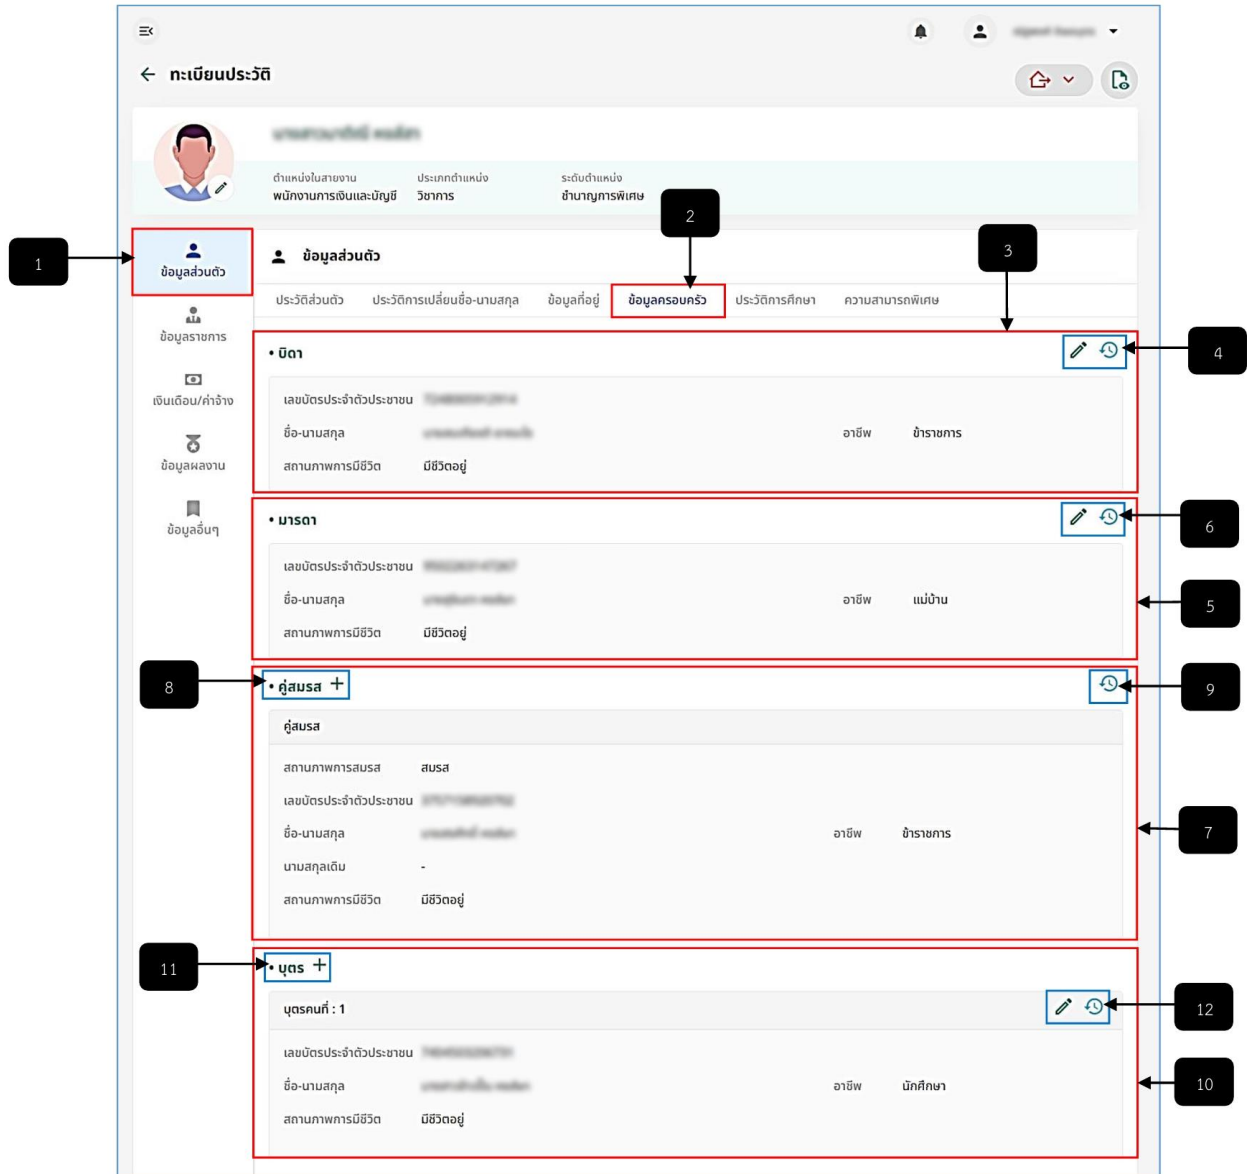 ทะเบียนประวัติ
ตำแหน่งในสายงาน ประเภทตำแหน่ง ระดับตำแหน่ง
พนักงานการเงินและบัญชี วิชาการ ชำนาญการพิเศษ
2
1
ข้อมูลส่วนตัว
ข้อมูลส่วนตัว
3
ประวัติส่วนตัว ประวัติการเปลี่ยนชื่อ-นามสกุล ข้อมูลที่อยู่ ข้อมูลครอบครัว ประวัติการศึกษา ความสามารถพิเศษ
ข้อมูลราชการ
เงินเดือน/ค่าจ้าง
ข้อมูลผลงาน
ข้อมูลอื่นๆ
• บิดา
4
เลขบัตรประจำตัวประชาชน
ชื่อ-นามสกุล อาชีพ ข้าราชการ
สถานภาพการมีชีวิต มีชีวิตอยู่
• มารดา
6
เลขบัตรประจำตัวประชาชน
ชื่อ-นามสกุล อาชีพ แม่บ้าน
5
สถานภาพการมีชีวิต มีชีวิตอยู่
8
• คู่สมรส +
9
คู่สมรส
สถานภาพการสมรส สมรส
เลขบัตรประจำตัวประชาชน
ชื่อ-นามสกุล อาชีพ ข้าราชการ
7
นามสกุลเดิม -
สถานภาพการมีชีวิต มีชีวิตอยู่
11
• บุตร +
บุตรคนที่ : 1
12
เลขบัตรประจำตัวประชาชน
ชื่อ-นามสกุล อาชีพ นักศึกษา
10
สถานภาพการมีชีวิต มีชีวิตอยู่